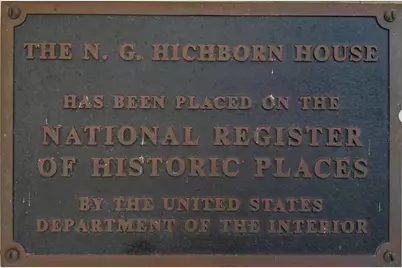 THE N. G. HICHBORN HOUSE
HAS BEEN PLACED ON THE
NATIONAL REGISTER
OF HISTORIC PLACES
BY THE UNITED STATES
DEPARTMENT OF THE INTERIOR